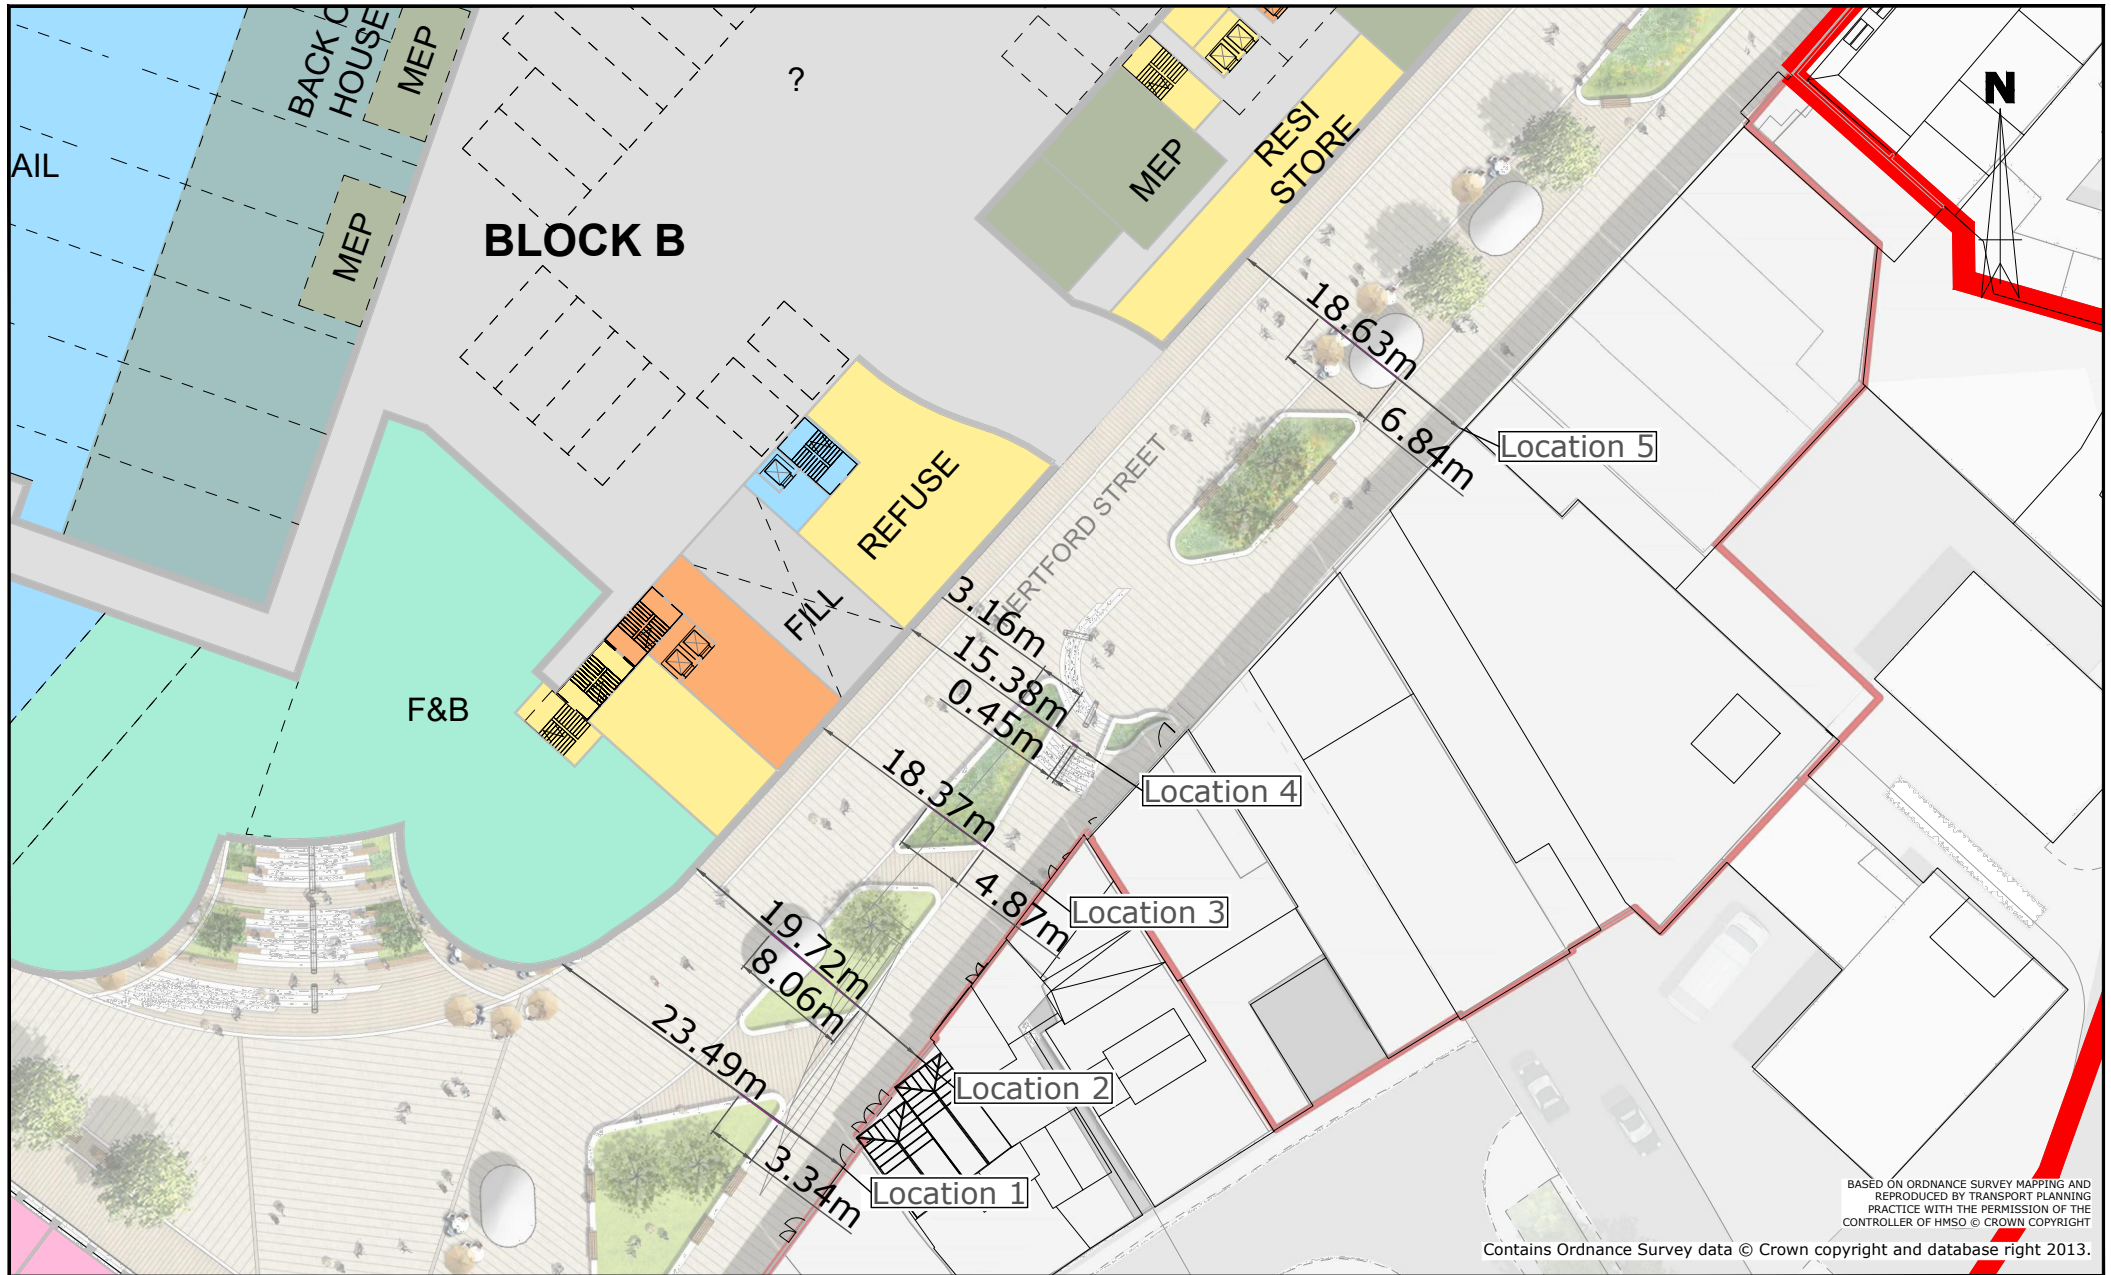 BACK O
HOUSE
MEP
?
AIL
MEP
BLOCK B
MEP
RESI
STORE
N
18.63m
6.84m
Location 5
HERTFORD STREET
REFUSE
FILL
3.16m
15.38m
0.45m
Location 4
F&B
18.37m
4.87m
Location 3
19.72m
8.06m
Location 2
23.49m
3.34m
Location 1
BASED ON ORDNANCE SURVEY MAPPING AND
REPRODUCED BY TRANSPORT PLANNING
PRACTICE WITH THE PERMISSION OF THE
CONTROLLER OF HMSO © CROWN COPYRIGHT
Contains Ordnance Survey data © Crown copyright and database right 2013.